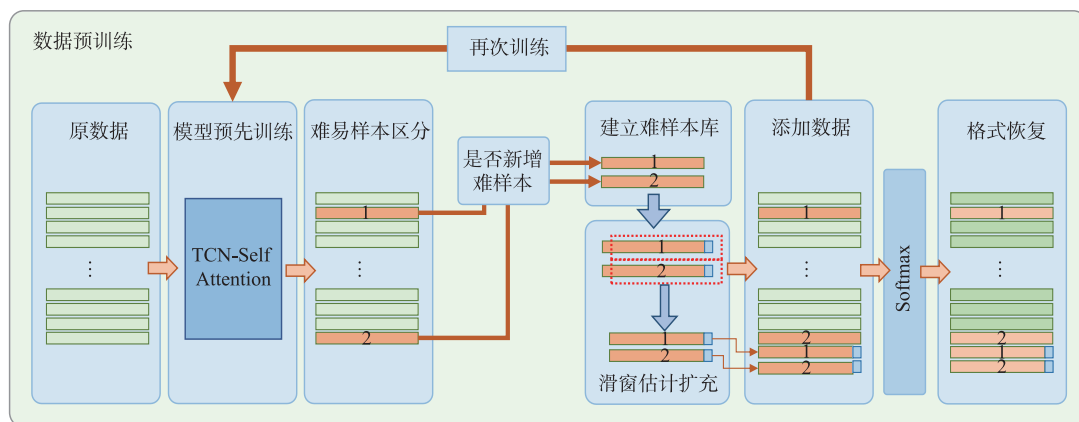 数据预训练
再次训练
原数据
⋮
模型预先训练
TCN-Self
Attention
难易样本区分
1
⋮
2
是否新增
难样本
建立难样本库
1
2
1
2
1
2
滑窗估计扩充
添加数据
1
⋮
2
1
2
Softmax
格式恢复
1
⋮
2
1
2